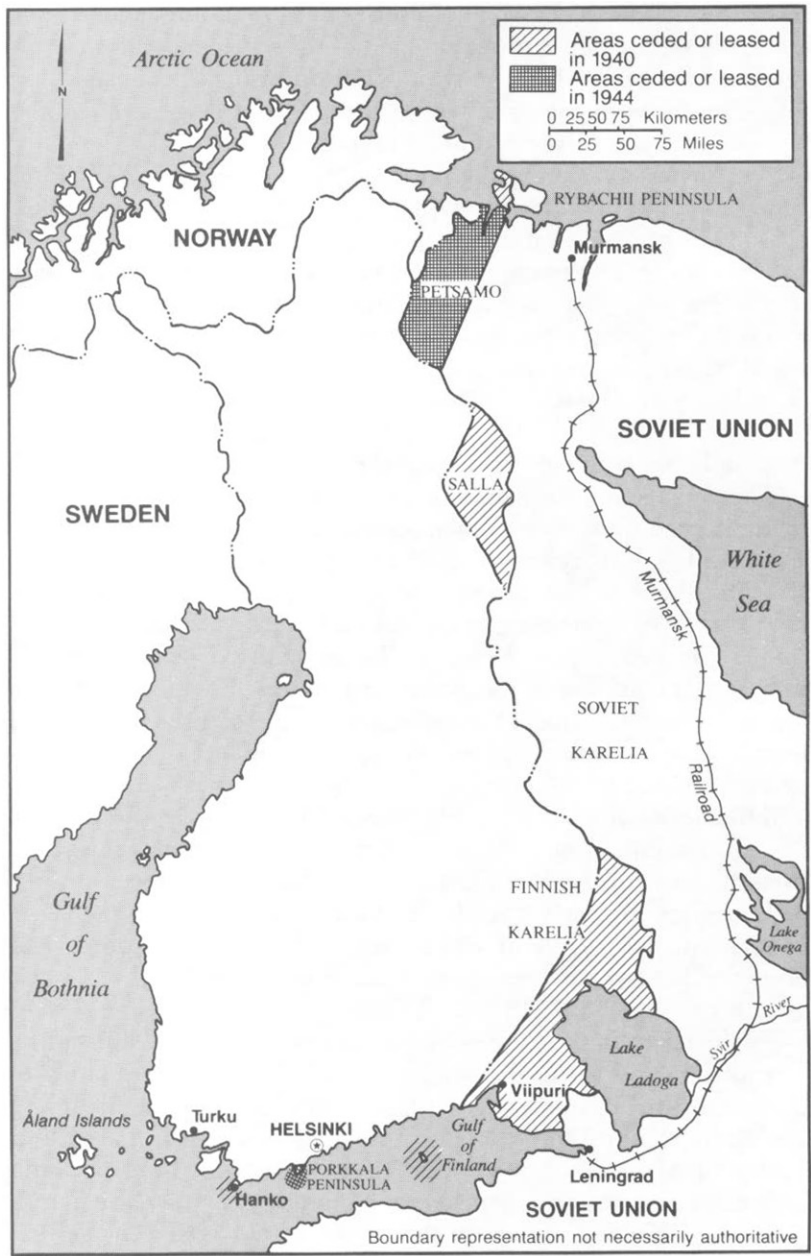 Arctic Ocean
N
Areas ceded or leased
in 1940
Areas ceded or leased
in 1944
0 25 50 75 Kilometers
0 25 50 75 Miles
RYBACHII PENINSULA
NORWAY
Murmansk
PETSAMO
SOVIET UNION
SALLA
SWEDEN
White
Sea
Murmansk
Railroad
SOVIET
KARELIA
Gulf
of
Bothnia
FINNISH
KARELIA
Lake
Onega
Lake
Ladoga
Svir
River
Viipuri
Åland Islands
Turku
HELSINKI
Gulf
of
Finland
PORKKALA
PENINSULA
Hanko
Leningrad
SOVIET UNION
Boundary representation not necessarily authoritative